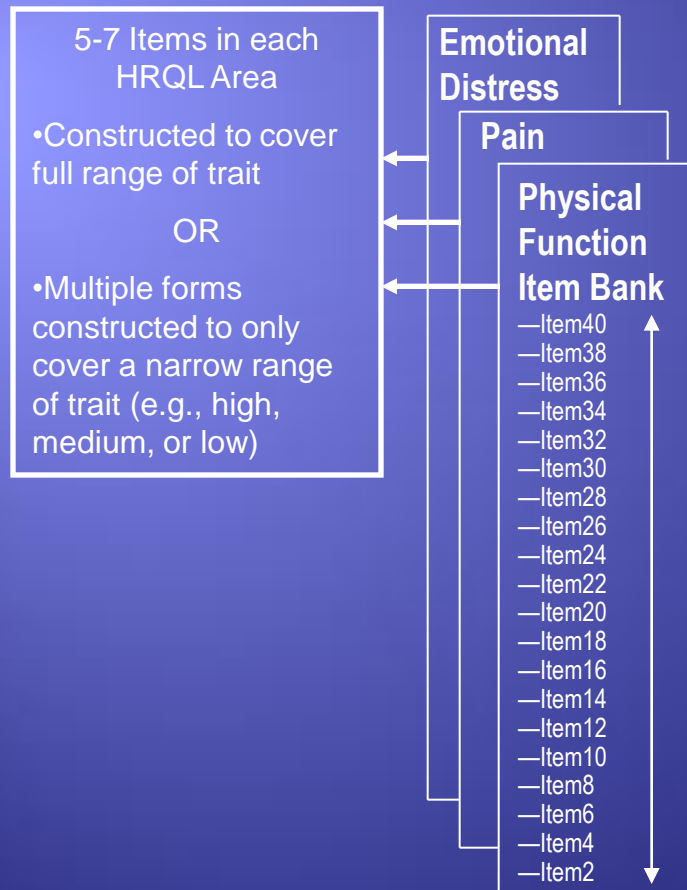 5-7 Items in each
HRQL Area
•Constructed to cover
full range of trait
OR
•Multiple forms
constructed to only
cover a narrow range
of trait (e.g., high,
medium, or low)
Emotional
Distress
Pain
Physical
Function
Item Bank
—Item40
—Item38
—Item36
—Item34
—Item32
—Item30
—Item28
—Item26
—Item24
—Item22
—Item20
—Item18
—Item16
—Item14
—Item12
—Item10
—Item8
—Item6
—Item4
—Item2